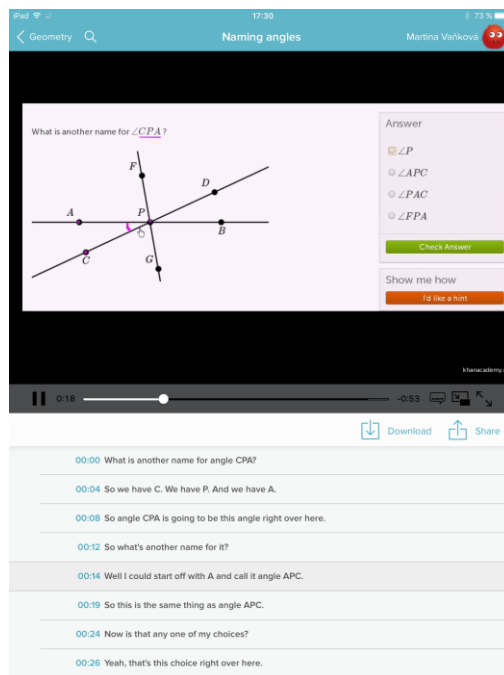 iPad 17:30 73 %
Geometry Naming angles Martina Vaňková
What is another name for ∠CPA?
F
D
A P
B
C G
Answer
∠P
∠APC
∠PAC
∠FPA
Check Answer
Show me how
I'd like a hint
khanacademy.
0:18 -0:53
Download Share
00:00 What is another name for angle CPA?
00:04 So we have C. We have P. And we have A.
00:08 So angle CPA is going to be this angle right over here.
00:12 So what's another name for it?
00:14 Well I could start off with A and call it angle APC.
00:19 So this is the same thing as angle APC.
00:24 Now is that any one of my choices?
00:26 Yeah, that's this choice right over here.